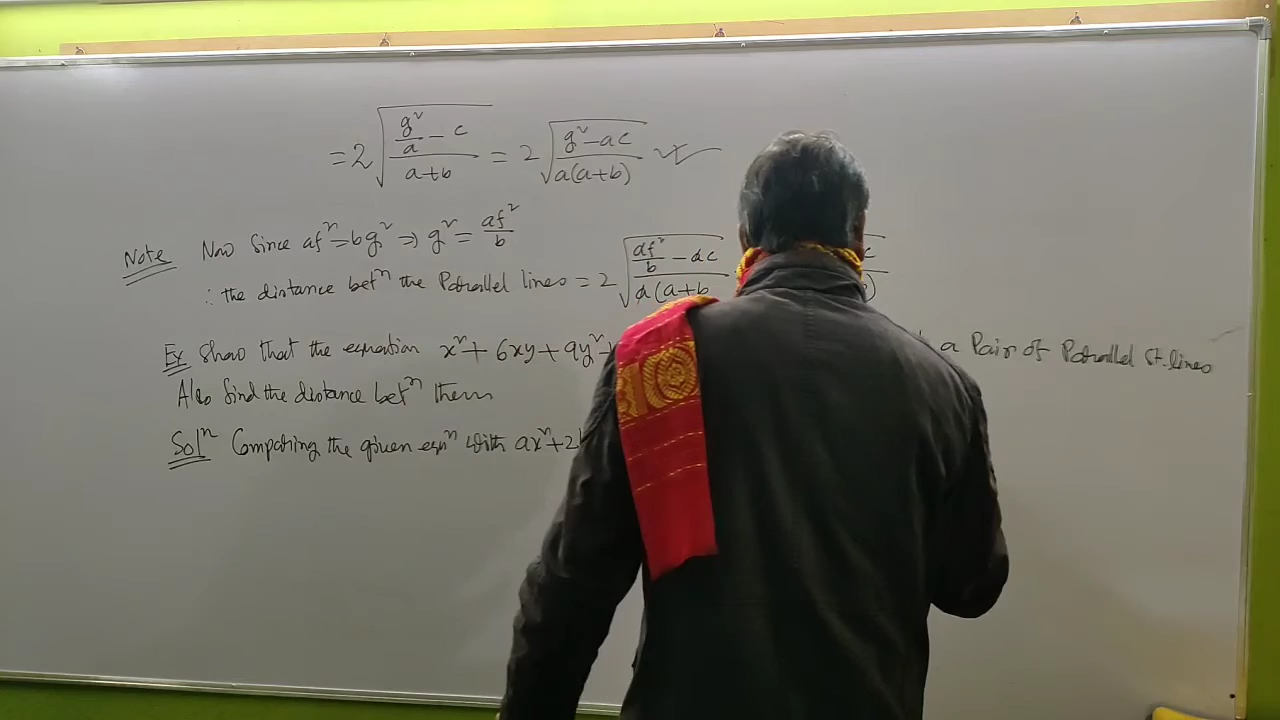 = 2 √((g²/a − c)/(a+b)) = 2 √((g²−ac)/(a(a+b)))
Note Now Since af² = bg² ⇒ g² = af²/b
∴ the distance betⁿ the Parallel lines = 2 √((af²/b − ac)/(a(a+b
Ex Show that the equation x² + 6xy + 9y² + a Pair of Parallel St. lines
Also find the distance betⁿ them
Solⁿ Comparing the given eqnⁿ with ax² + 2